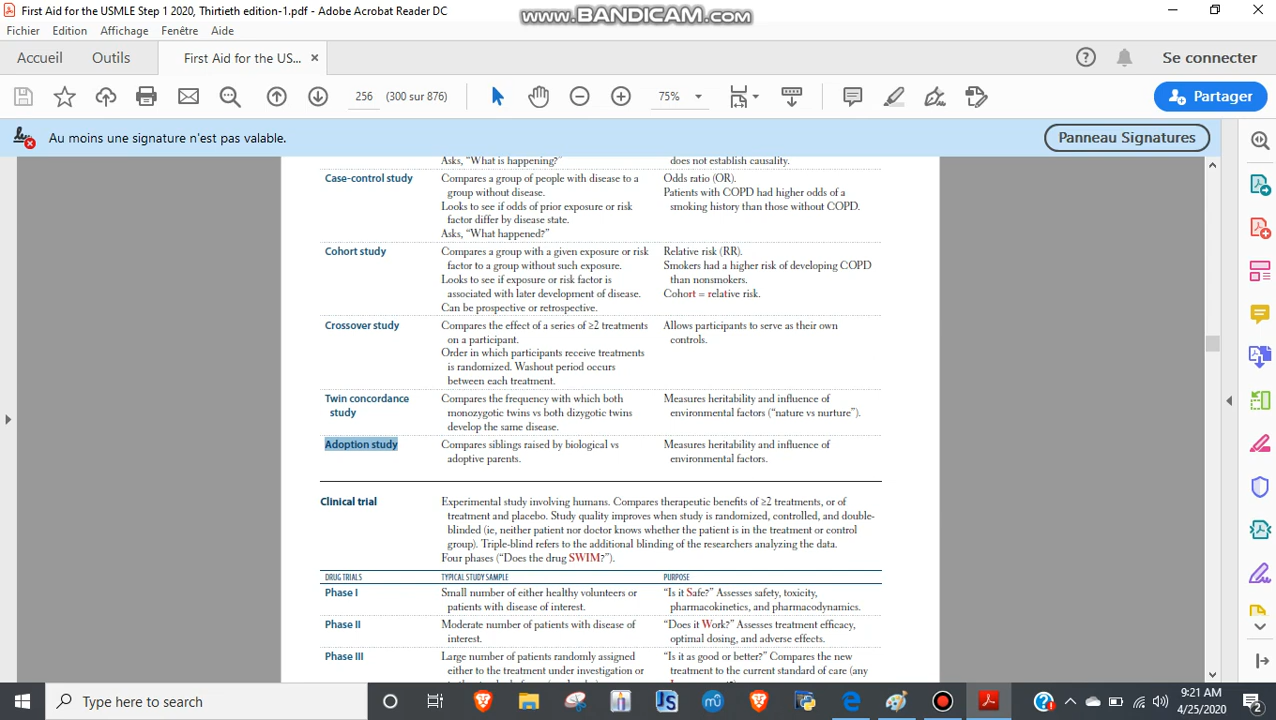 First Aid for the USMLE Step 1 2020, Thirtieth edition-1.pdf - Adobe Acrobat Reader DC
www.BANDICAM.com
Fichier Edition Affichage Fenêtre Aide
Accueil Outils First Aid for the US... × Se connecter
256 (300 sur 876) 75% Partager
Au moins une signature n'est pas valable. Panneau Signatures
Asks, “What is happening?” does not establish causality.
Case-control study Compares a group of people with disease to a Odds ratio (OR).
group without disease. Patients with COPD had higher odds of a
Looks to see if odds of prior exposure or risk smoking history than those without COPD.
factor differ by disease state.
Asks, “What happened?”
Cohort study Compares a group with a given exposure or risk Relative risk (RR).
factor to a group without such exposure. Smokers had a higher risk of developing COPD
Looks to see if exposure or risk factor is than nonsmokers.
associated with later development of disease. Cohort = relative risk.
Can be prospective or retrospective.
Crossover study Compares the effect of a series of ≥2 treatments Allows participants to serve as their own
on a participant. controls.
Order in which participants receive treatments
is randomized. Washout period occurs
between each treatment.
Twin concordance Compares the frequency with which both Measures heritability and influence of
study monozygotic twins vs both dizygotic twins environmental factors (“nature vs nurture”).
develop the same disease.
Adoption study Compares siblings raised by biological vs Measures heritability and influence of
adoptive parents. environmental factors.
Clinical trial Experimental study involving humans. Compares therapeutic benefits of ≥2 treatments, or of
treatment and placebo. Study quality improves when study is randomized, controlled, and double-
blinded (ie, neither patient nor doctor knows whether the patient is in the treatment or control
group). Triple-blind refers to the additional blinding of the researchers analyzing the data.
Four phases (“Does the drug SWIM?”).
DRUG TRIALS TYPICAL STUDY SAMPLE PURPOSE
Phase I Small number of either healthy volunteers or “Is it Safe?” Assesses safety, toxicity,
patients with disease of interest. pharmacokinetics, and pharmacodynamics.
Phase II Moderate number of patients with disease of “Does it Work?” Assesses treatment efficacy,
interest. optimal dosing, and adverse effects.
Phase III Large number of patients randomly assigned “Is it as good or better?” Compares the new
either to the treatment under investigation or treatment to the current standard of care (any
Type here to search
9:21 AM
4/25/2020
2